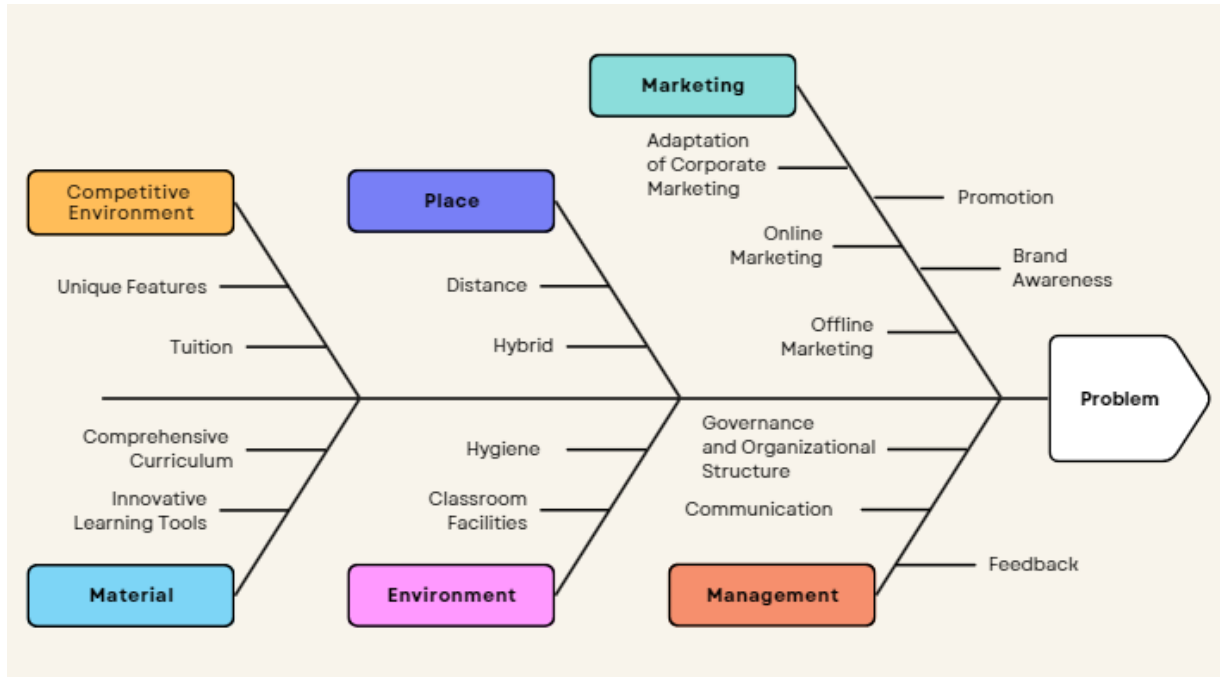 Marketing
Adaptation
of Corporate
Marketing
Promotion
Online
Marketing
Brand
Awareness
Offline
Marketing
Competitive
Environment
Unique Features
Tuition
Place
Distance
Hybrid
Problem
Comprehensive
Curriculum
Innovative
Learning Tools
Material
Hygiene
Classroom
Facilities
Environment
Governance
and Organizational
Structure
Communication
Feedback
Management